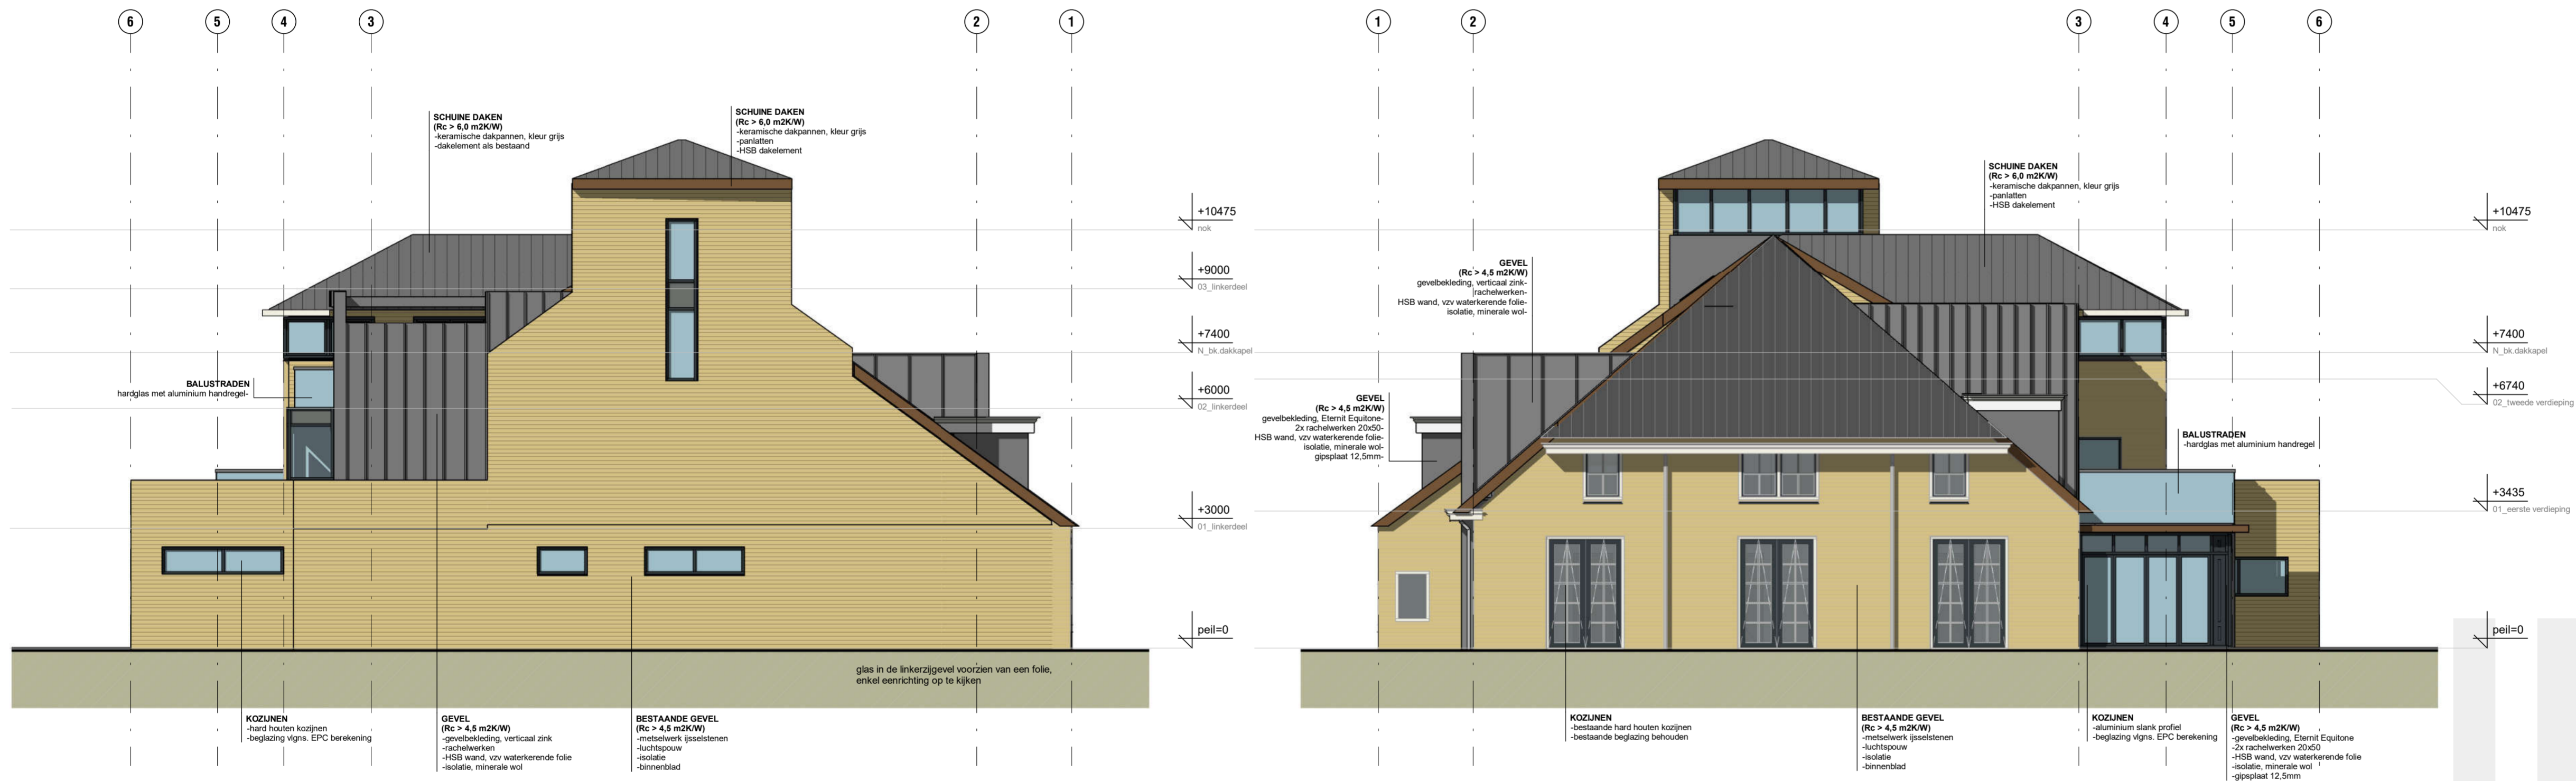 6 5 4 3 2 1
SCHUINE DAKEN
(Rc > 6,0 m2K/W)
-keramische dakpannen, kleur grijs
-dakelement als bestaand
SCHUINE DAKEN
(Rc > 6,0 m2K/W)
-keramische dakpannen, kleur grijs
-panlatten
-HSB dakelement
BALUSTRADEN
hardglas met aluminium handregel-
+10475
nok
+9000
03_linkerdeel
+7400
N_bk.dakkapel
+6000
02_linkerdeel
+3000
01_linkerdeel
peil=0
glas in de linkerzijgevel voorzien van een folie,
enkel eenrichting op te kijken
KOZIJNEN
-hard houten kozijnen
-beglazing vlgns. EPC berekening
GEVEL
(Rc > 4,5 m2K/W)
-gevelbekleding, verticaal zink
-rachelwerken
-HSB wand, vzv waterkerende folie
-isolatie, minerale wol
BESTAANDE GEVEL
(Rc > 4,5 m2K/W)
-metselwerk ijsselstenen
-luchtspouw
-isolatie
-binnenblad
1 2 3 4 5 6
SCHUINE DAKEN
(Rc > 6,0 m2K/W)
-keramische dakpannen, kleur grijs
-panlatten
-HSB dakelement
GEVEL
(Rc > 4,5 m2K/W)
gevelbekleding, verticaal zink-
rachelwerken-
HSB wand, vzv waterkerende folie-
isolatie, minerale wol-
GEVEL
(Rc > 4,5 m2K/W)
gevelbekleding, Eternit Equitone-
2x rachelwerken 20x50-
HSB wand, vzv waterkerende folie-
isolatie, minerale wol-
gipsplaat 12,5mm-
BALUSTRADEN
-hardglas met aluminium handregel
+10475
nok
+7400
N_bk.dakkapel
+6740
02_tweede verdieping
+3435
01_eerste verdieping
peil=0
KOZIJNEN
-bestaande hard houten kozijnen
-bestaande beglazing behouden
BESTAANDE GEVEL
(Rc > 4,5 m2K/W)
-metselwerk ijsselstenen
-luchtspouw
-isolatie
-binnenblad
KOZIJNEN
-aluminium slank profiel
-beglazing vlgns. EPC berekening
GEVEL
(Rc > 4,5 m2K/W)
-gevelbekleding, Eternit Equitone
-2x rachelwerken 20x50
-HSB wand, vzv waterkerende folie
-isolatie, minerale wol
-gipsplaat 12,5mm